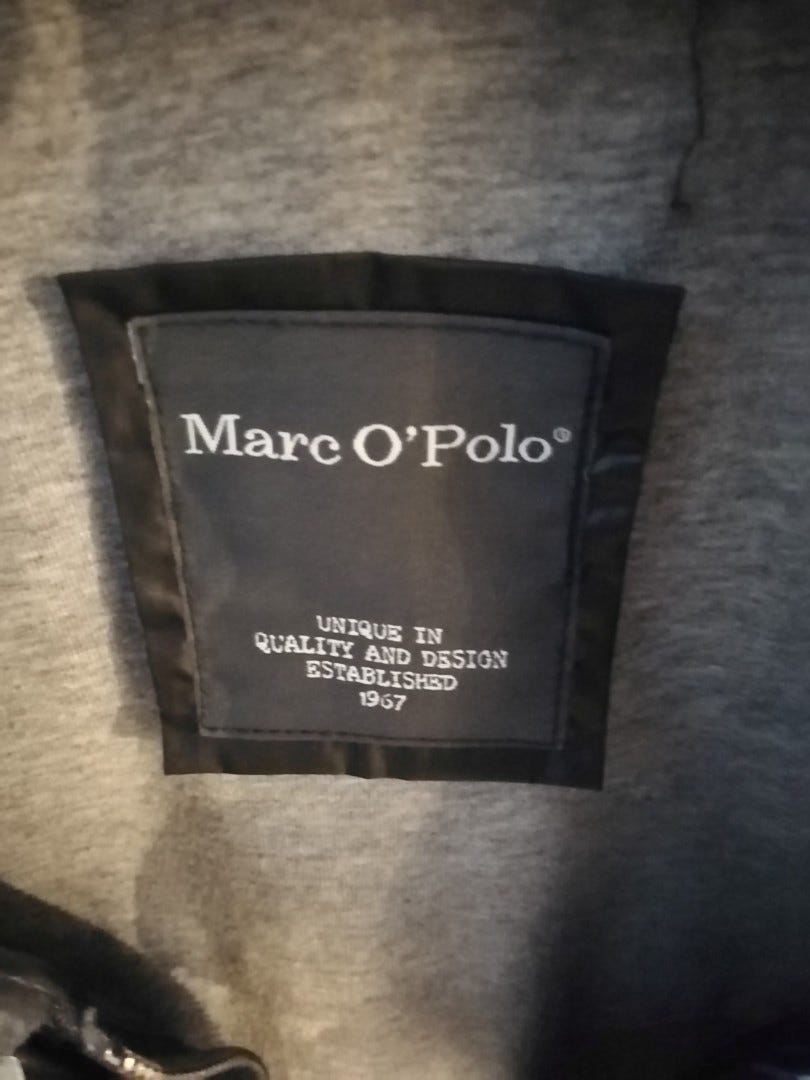 Marc O'Polo®
UNIQUE IN
QUALITY AND DESIGN
ESTABLISHED
1967